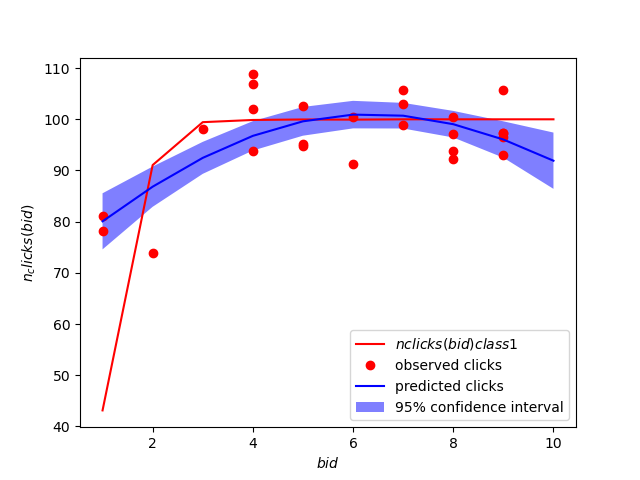 110
100
90
80
70
60
50
40
n_clicks(bid)
2
4
6
8
10
bid
nclicks(bid)class1
observed clicks
predicted clicks
95% confidence interval